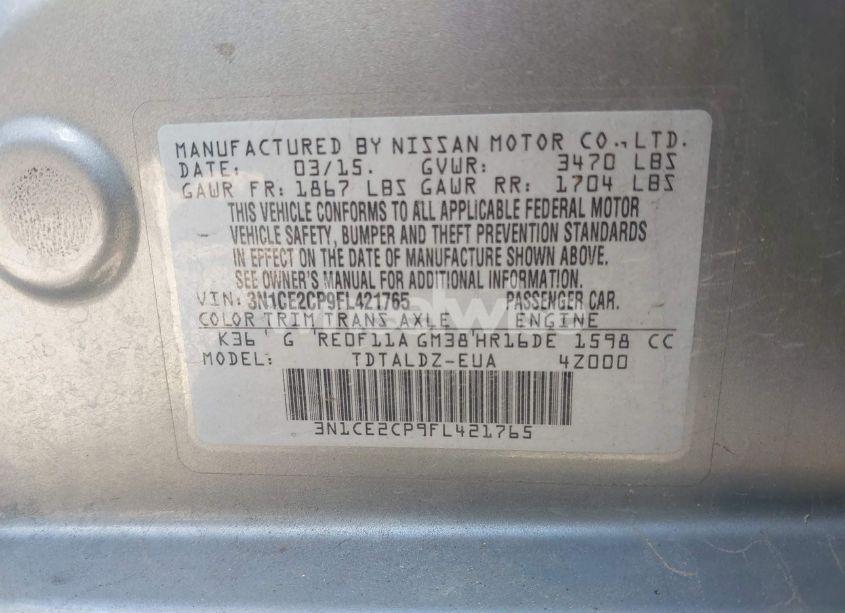 MANUFACTURED BY NISSAN MOTOR CO., LTD.
DATE: 03/15. GVWR: 3470 LBS
GAWR FR: 1867 LBS GAWR RR: 1704 LBS
THIS VEHICLE CONFORMS TO ALL APPLICABLE FEDERAL MOTOR
VEHICLE SAFETY, BUMPER AND THEFT PREVENTION STANDARDS
IN EFFECT ON THE DATE OF MANUFACTURE SHOWN ABOVE.
SEE OWNER'S MANUAL FOR ADDITIONAL INFORMATION.
VIN: 3N1CE2CP9FL421765 PASSENGER CAR.
COLOR TRIM TRANS AXLE ENGINE
K36 G RE0F11A GM38 HR16DE 1598 CC
MODEL: TDTALDZ-EUA 4Z000
3N1CE2CP9FL421765